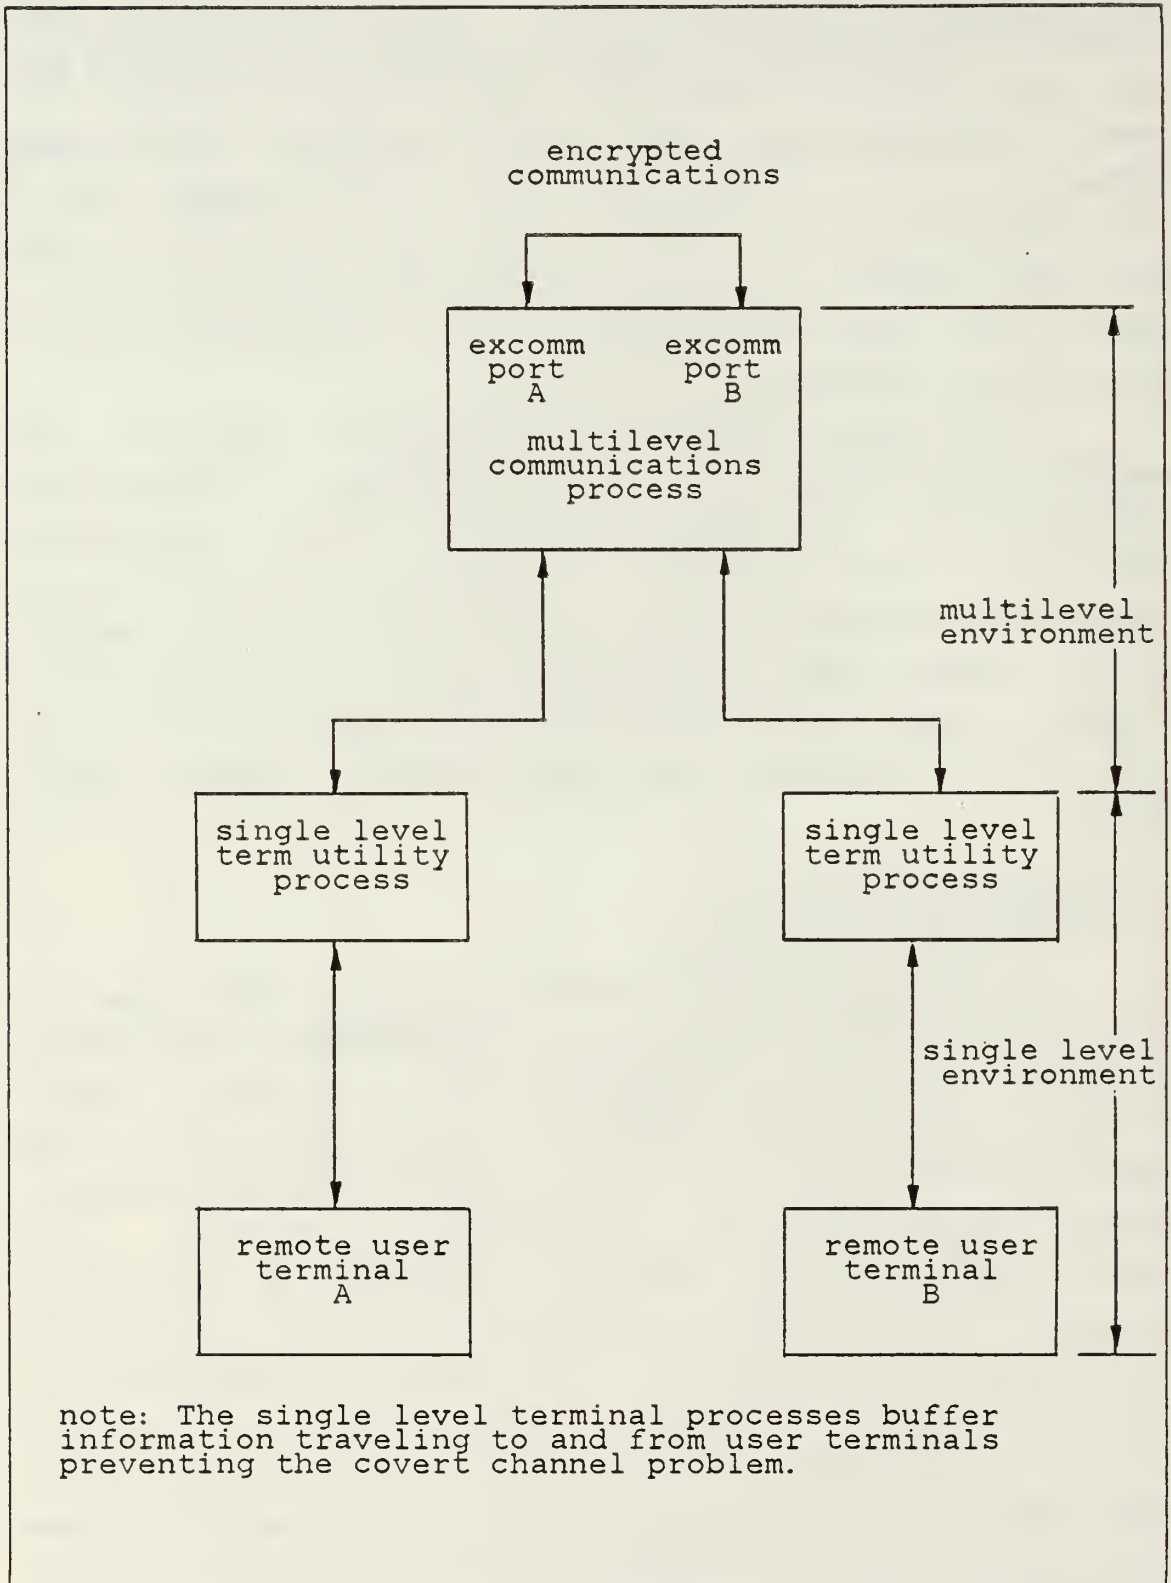 encrypted
communications
excomm
port
A
excomm
port
B
multilevel
communications
process
multilevel
environment
single level
term utility
process
single level
term utility
process
single level
environment
remote user
terminal
A
remote user
terminal
B
note: The single level terminal processes buffer
information traveling to and from user terminals
preventing the covert channel problem.